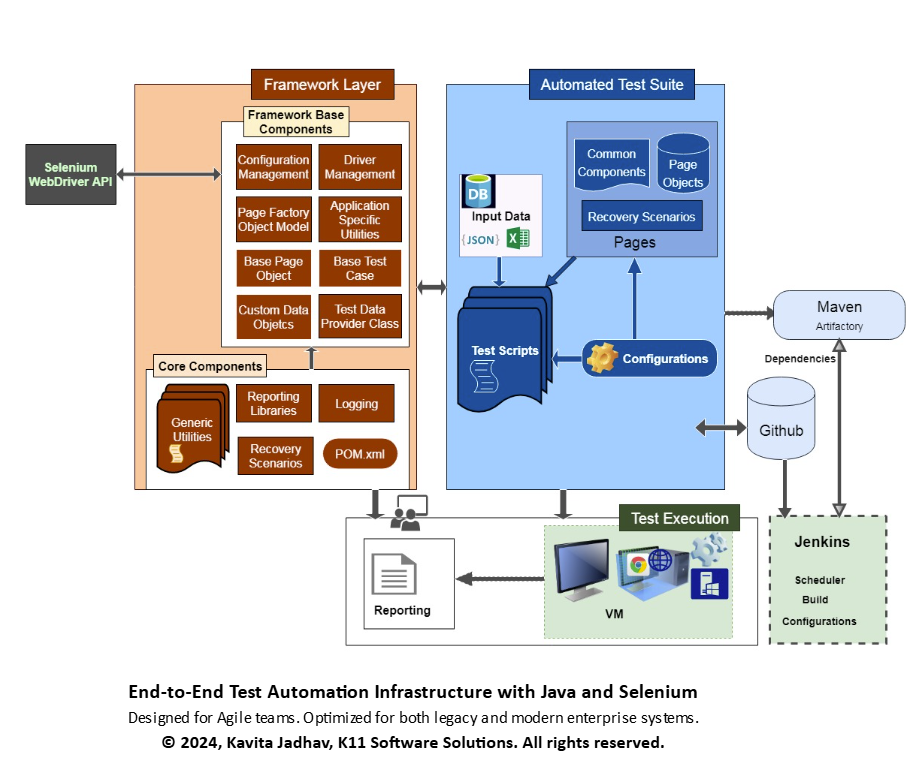 Framework Layer
Automated Test Suite
Framework Base
Components
Selenium
WebDriver API
Configuration
Management
Driver
Management
Page Factory
Object Model
Application
Specific
Utilities
Base Page
Object
Base Test
Case
Custom Data
Objetcs
Test Data
Provider Class
Core Components
Generic
Utilities
Reporting
Libraries
Logging
Recovery
Scenarios
POM.xml
DB
Input Data
{JSON}
X
Common
Components
Page
Objects
Recovery Scenarios
Pages
Test Scripts
Configurations
Maven
Artifactory
Dependencies
Github
Test Execution
Reporting
VM
Jenkins
Scheduler
Build
Configurations
End-to-End Test Automation Infrastructure with Java and Selenium
Designed for Agile teams. Optimized for both legacy and modern enterprise systems.
© 2024, Kavita Jadhav, K11 Software Solutions. All rights reserved.